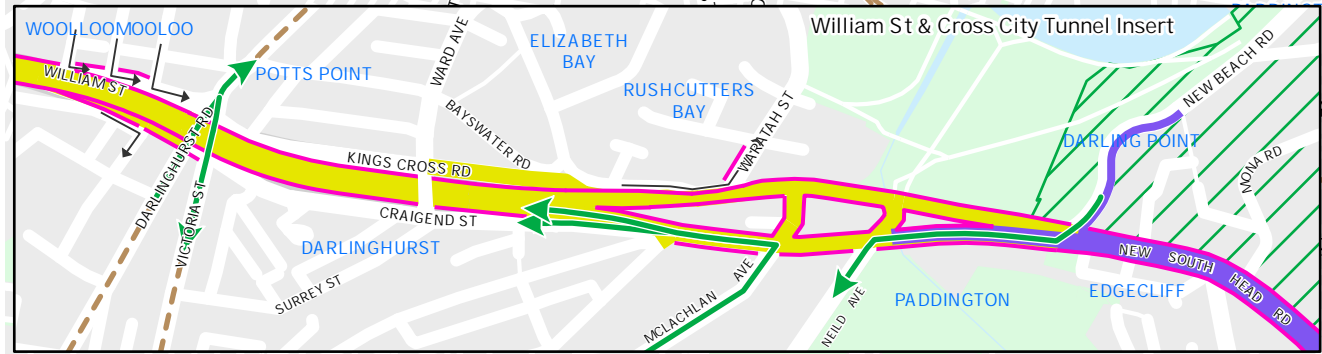 William St & Cross City Tunnel Insert
WOOLLOOMOOLOO
POTTS POINT
WARD AVE
ELIZABETH
BAY
RUSHCUTTERS
BAY
NEW BEACH RD
WILLIAM ST
BAYSWATER RD
WARATAH ST
DARLING POINT
DARLINGHURST RD
KINGS CROSS RD
NONA RD
VICTORIA ST
CRAIGEND ST
DARLINGHURST
NEW SOUTH HEAD RD
SURREY ST
MCLACHLAN AVE
NEILD AVE
PADDINGTON
EDGECLIFF